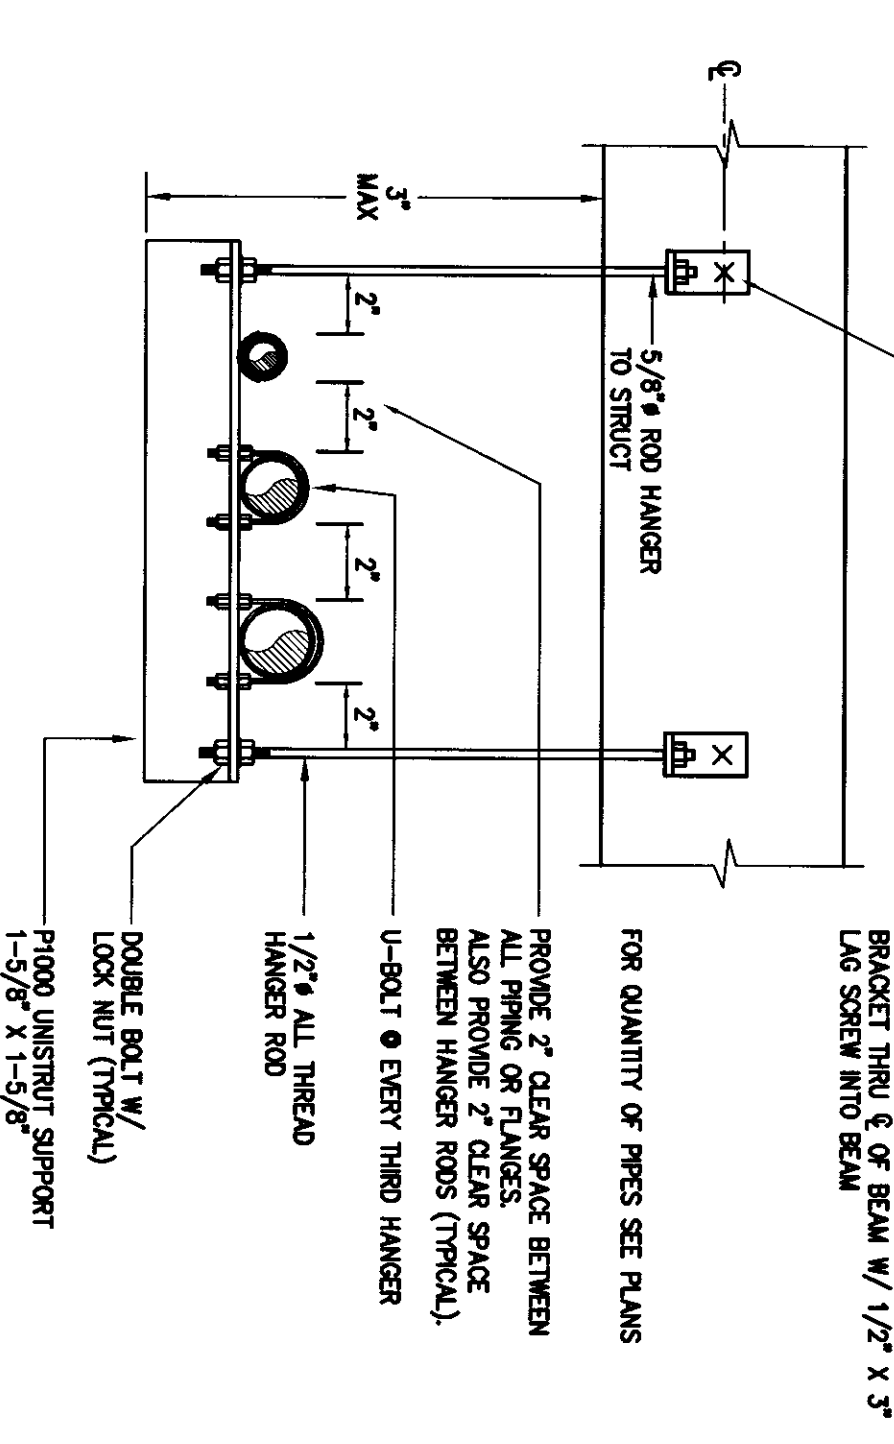 BRACKET THRU ℄ OF BEAM W/ 1/2" X 3"
LAG SCREW INTO BEAM
℄
5/8"ø ROD HANGER
TO STRUCT
3"
MAX
2"
2"
2"
2"
FOR QUANTITY OF PIPES SEE PLANS
PROVIDE 2" CLEAR SPACE BETWEEN
ALL PIPING OR FLANGES.
ALSO PROVIDE 2" CLEAR SPACE
BETWEEN HANGER RODS (TYPICAL).
U-BOLT @ EVERY THIRD HANGER
1/2"ø ALL THREAD
HANGER ROD
DOUBLE BOLT W/
LOCK NUT (TYPICAL)
P1000 UNISTRUT SUPPORT
1-5/8" X 1-5/8"